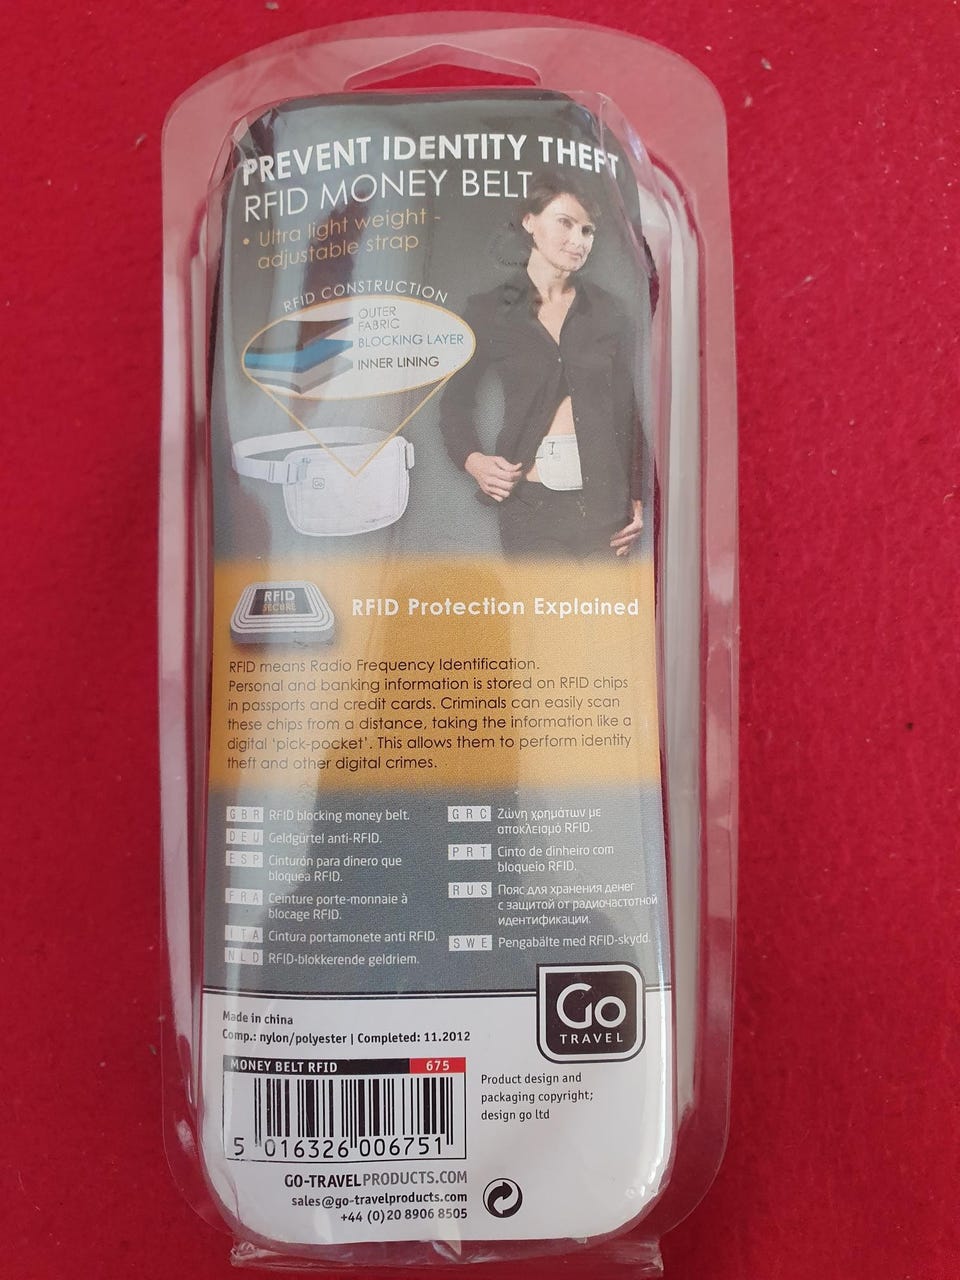 PREVENT IDENTITY THEFT
RFID MONEY BELT
• Ultra light weight -
adjustable strap
RFID CONSTRUCTION
OUTER
FABRIC
BLOCKING LAYER
INNER LINING
Go
RFID
SECURE
RFID Protection Explained
RFID means Radio Frequency Identification.
Personal and banking information is stored on RFID chips
in passports and credit cards. Criminals can easily scan
these chips from a distance, taking the information like a
digital ‘pick-pocket’. This allows them to perform identity
theft and other digital crimes.
GBR RFID blocking money belt.
DEU Geldgürtel anti-RFID.
ESP Cinturón para dinero que
bloquea RFID.
FRA Ceinture porte-monnaie à
blocage RFID.
ITA Cintura portamonete anti RFID.
NLD RFID-blokkerende geldriem.
GRC Ζώνη χρημάτων με
αποκλεισμό RFID.
PRT Cinto de dinheiro com
bloqueio RFID.
RUS Пояс для хранения денег
с защитой от радиочастотной
идентификации.
SWE Pengabälte med RFID-skydd.
Go
TRAVEL
Made in china
Comp.: nylon/polyester | Completed: 11.2012
MONEY BELT RFID 675
5 016326 006751
Product design and
packaging copyright;
design go ltd
GO-TRAVELPRODUCTS.COM
sales@go-travelproducts.com
+44 (0)20 8906 8505